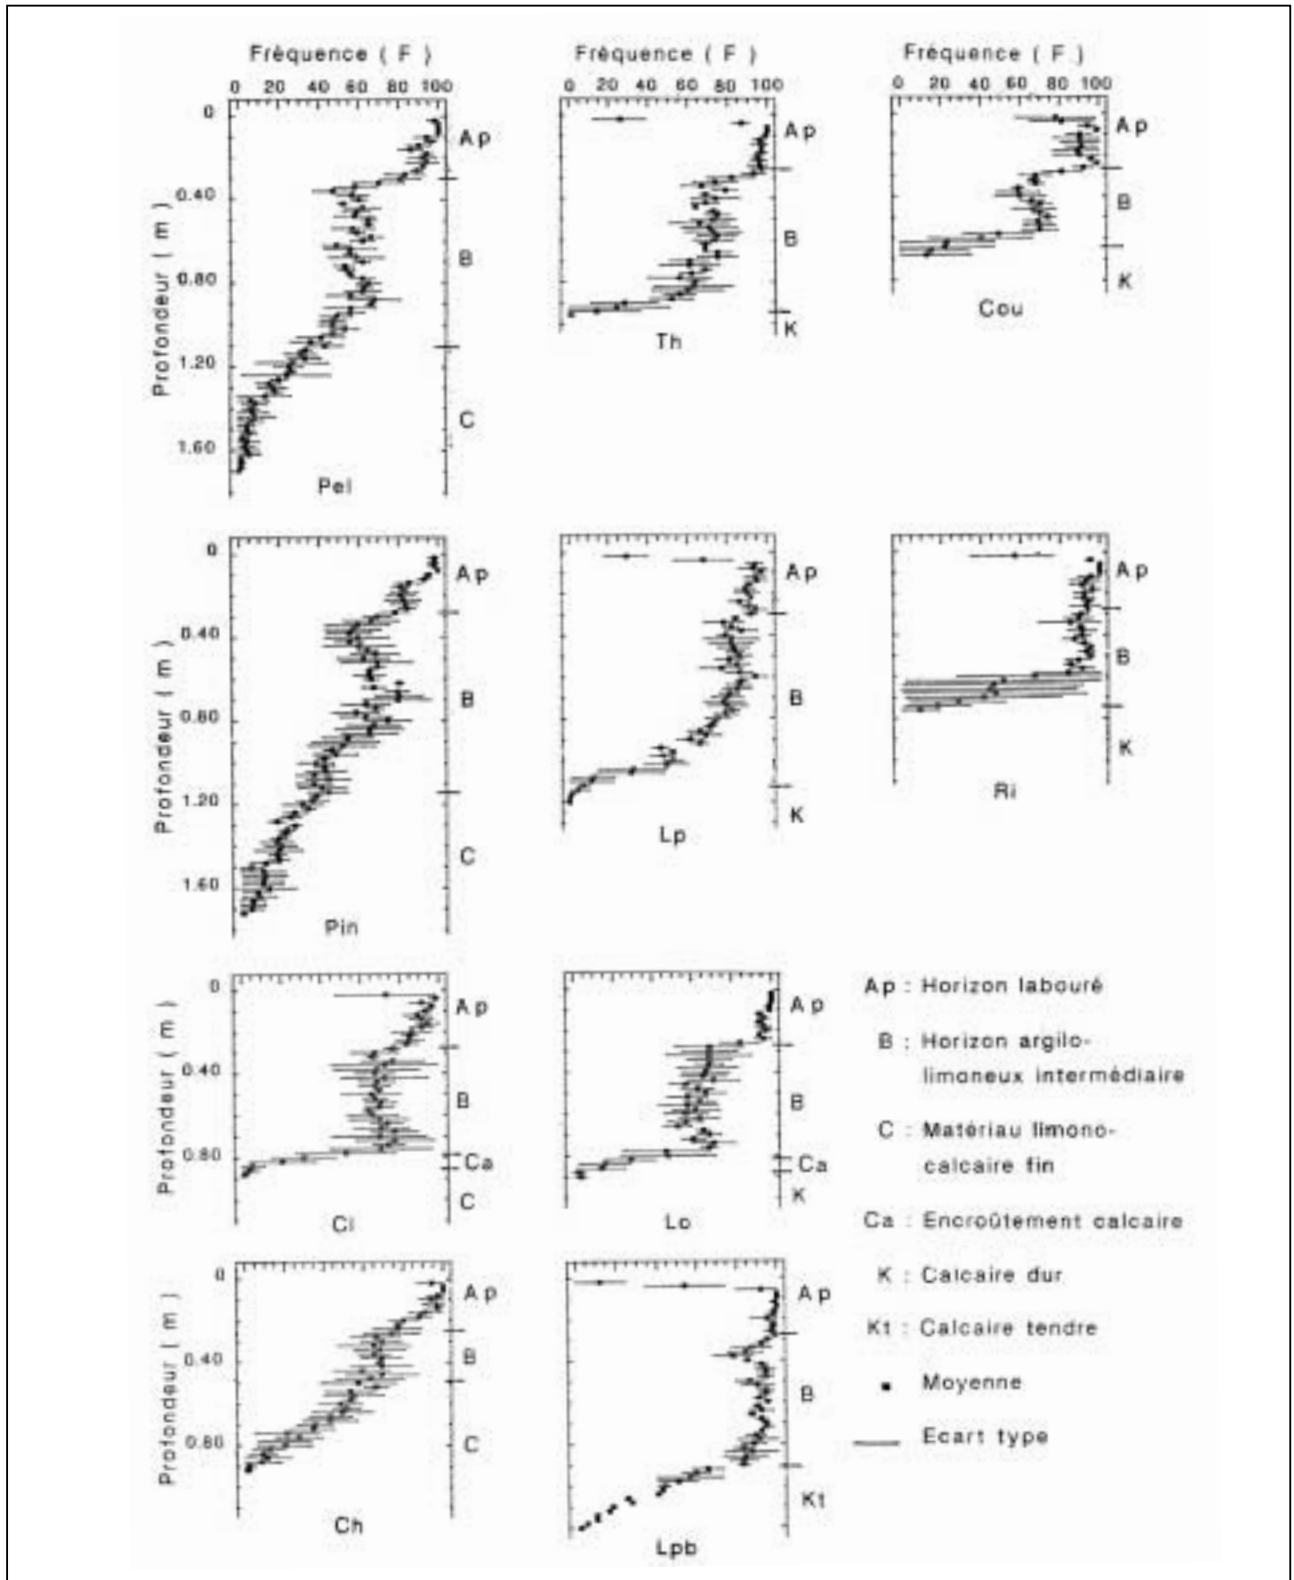 Fréquence ( F ) Fréquence ( F ) Fréquence ( F )
0 20 40 60 80 100 0 20 40 60 80 100 0 20 40 60 80 100
0
0.40
0.80
1.20
1.60
Profondeur ( m )
Ap
B
C
Pel
Ap
B
K
Th
Ap
B
K
Cou
0
0.40
0.80
1.20
1.60
Profondeur ( m )
Ap
B
C
Pin
Ap
B
K
Lp
Ap
B
K
Ri
0
0.40
0.80
Profondeur ( m )
Ap
B
Ca
C
Cl
Ap
B
Ca
K
Lo
0
0.40
0.80
Profondeur ( m )
Ap
B
C
Ch
Ap
B
Kt
Lpb
Ap : Horizon labouré
B : Horizon argilo-
limoneux intermédiaire
C : Matériau limono-
calcaire fin
Ca : Encroûtement calcaire
K : Calcaire dur
Kt : Calcaire tendre
Moyenne
Ecart type